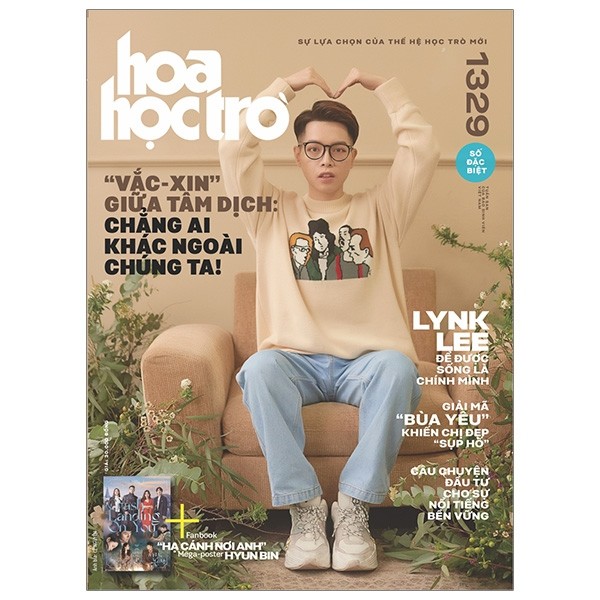 SỰ LỰA CHỌN CỦA THẾ HỆ HỌC TRÒ MỚI
hoa
học trò
1329
SỐ
ĐẶC
BIỆT
"VẮC-XIN"
GIỮA TÂM DỊCH:
CHẲNG AI
KHÁC NGOÀI
CHÚNG TA!
LYNK
LEE
ĐỂ ĐƯỢC
SỐNG LÀ
CHÍNH MÌNH
GIẢI MÃ
"BÙA YÊU"
KHIẾN CHỊ ĐẸP
"SỤP HỐ"
CÂU CHUYỆN
ĐẦU TƯ
CHO SỰ
NỔI TIẾNG
BỀN VỮNG
+
Fanbook
"HẠ CÁNH NƠI ANH"
Mega-poster HYUN BIN